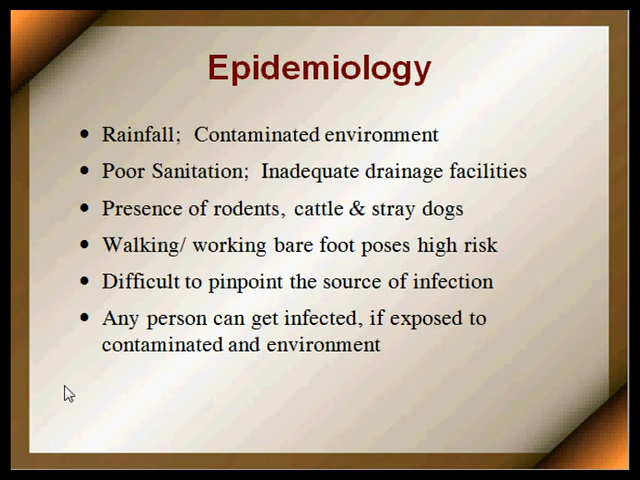 Epidemiology
• Rainfall; Contaminated environment
• Poor Sanitation; Inadequate drainage facilities
• Presence of rodents, cattle & stray dogs
• Walking/ working bare foot poses high risk
• Difficult to pinpoint the source of infection
• Any person can get infected, if exposed to
contaminated and environment